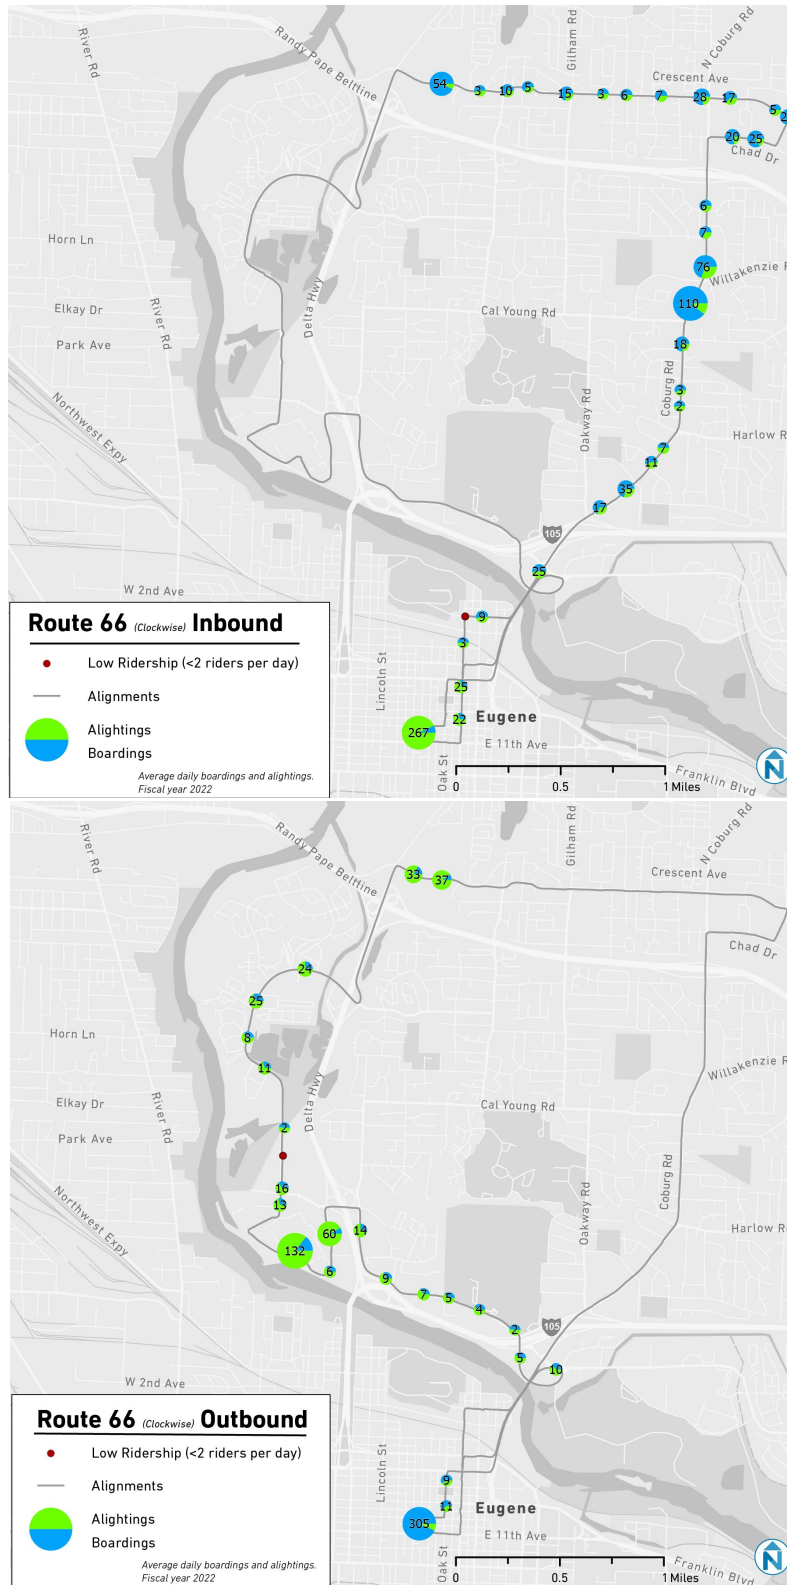 River Rd
Randy Pape Beltline
Gilham Rd
N Coburg Rd
Crescent Ave
54
3
10
5
15
3
6
7
28
17
5
20
25
Chad Dr
6
7
Horn Ln
76
Willakenzie R
Delta Hwy
River Rd
110
Elkay Dr
Cal Young Rd
Park Ave
18
Coburg Rd
Oakway Rd
3
2
Northwest Expy
Harlow R
7
11
35
17
105
25
W 2nd Ave
9
3
Route 66 (Clockwise) Inbound
Low Ridership (<2 riders per day)
Alignments
Alightings
Boardings
Average daily boardings and alightings.
Fiscal year 2022
Lincoln St
25
22
Eugene
267
E 11th Ave
Oak St
0 0.5 1 Miles
Franklin Blvd
N
River Rd
Randy Pape Beltline
Gilham Rd
N Coburg Rd
Crescent Ave
33
37
Chad Dr
24
25
8
Horn Ln
11
Willakenzie R
Delta Hwy
River Rd
Elkay Dr
Cal Young Rd
2
Park Ave
Coburg Rd
Oakway Rd
16
13
Northwest Expy
Harlow R
14
60
132
6
9
7
5
4
2
105
5
10
W 2nd Ave
Route 66 (Clockwise) Outbound
Low Ridership (<2 riders per day)
Alignments
Alightings
Boardings
Average daily boardings and alightings.
Fiscal year 2022
Lincoln St
9
11
Eugene
305
E 11th Ave
Oak St
0 0.5 1 Miles
Franklin Blvd
N